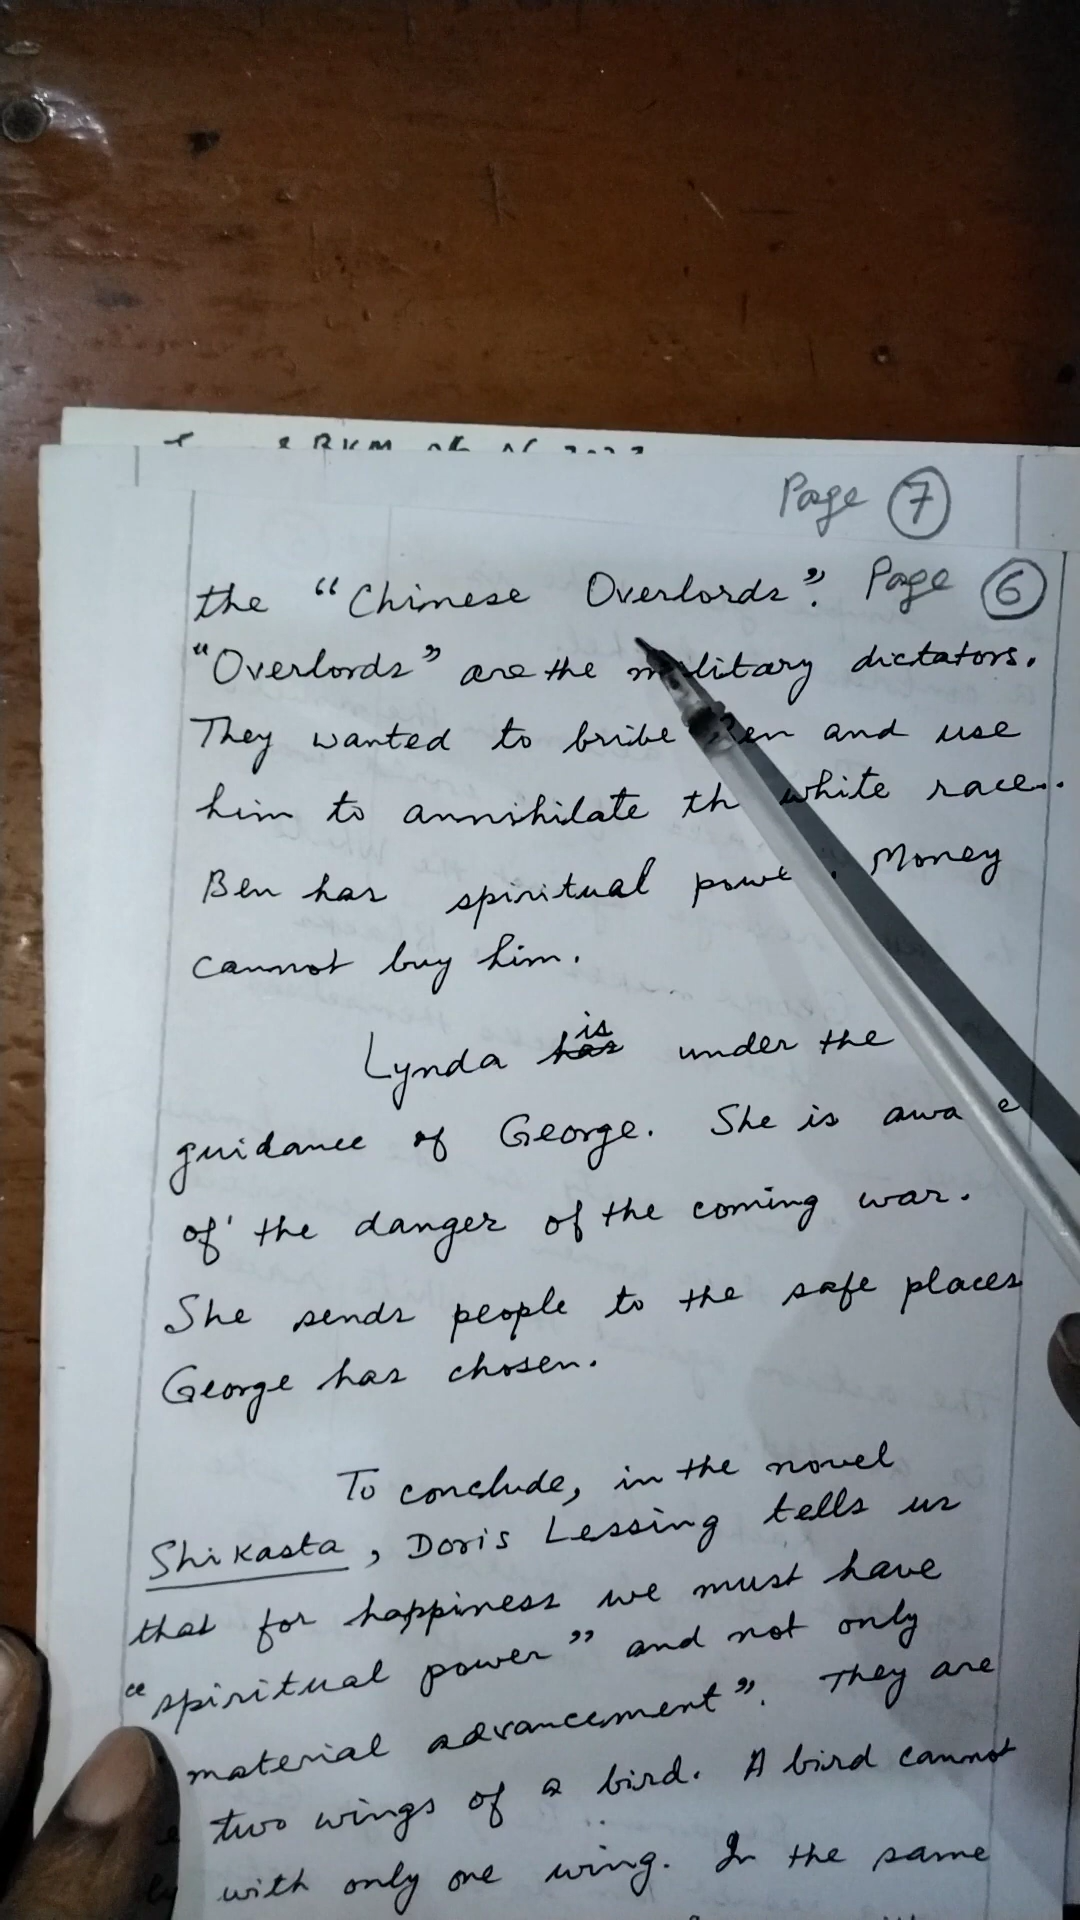 Page 7
the "Chinese Overlords". Page 6
"Overlords" are the military dictators.
They wanted to bribe Ben and use
him to annihilate th white race.
Ben has spiritual powe. Money
cannot buy him.
Lynda is under the
guidance of George. She is awa e
of the danger of the coming war.
She sends people to the safe places
George has chosen.
To conclude, in the novel
Shikasta, Doris Lessing tells us
that for happiness we must have
"spiritual power" and not only
material advancement". They are
two wings of a bird. A bird cannot
with only one wing. In the same